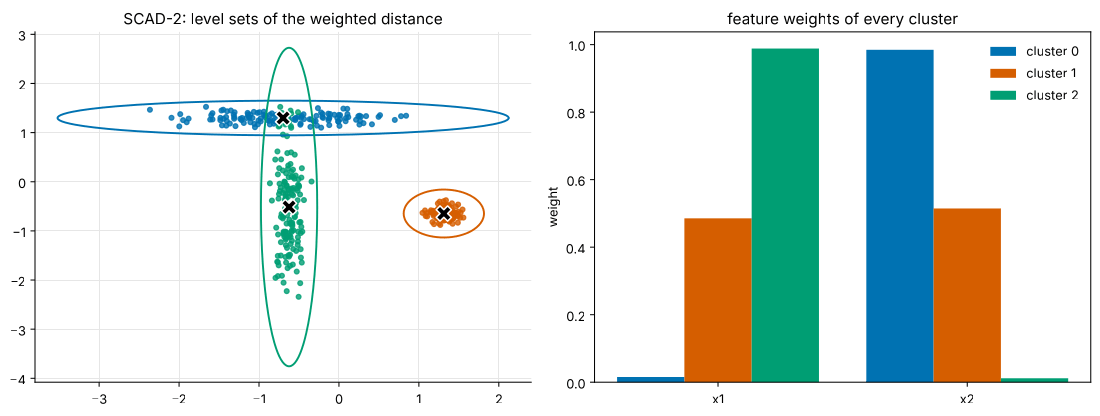 SCAD-2: level sets of the weighted distance
3
2
1
0
−1
−2
−3
−4
−3
−2
−1
0
1
2
feature weights of every cluster
weight
1.0
0.8
0.6
0.4
0.2
0.0
x1
x2
cluster 0
cluster 1
cluster 2